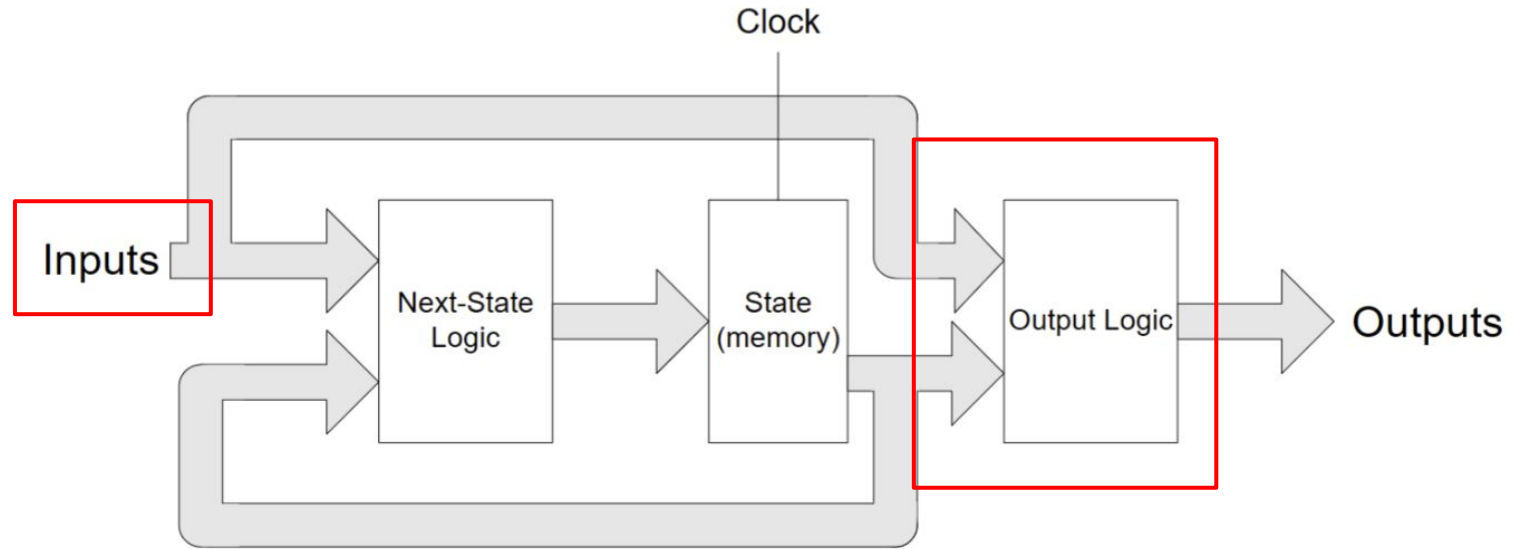 Clock
Inputs
Next-State
Logic
State
(memory)
Output Logic
Outputs